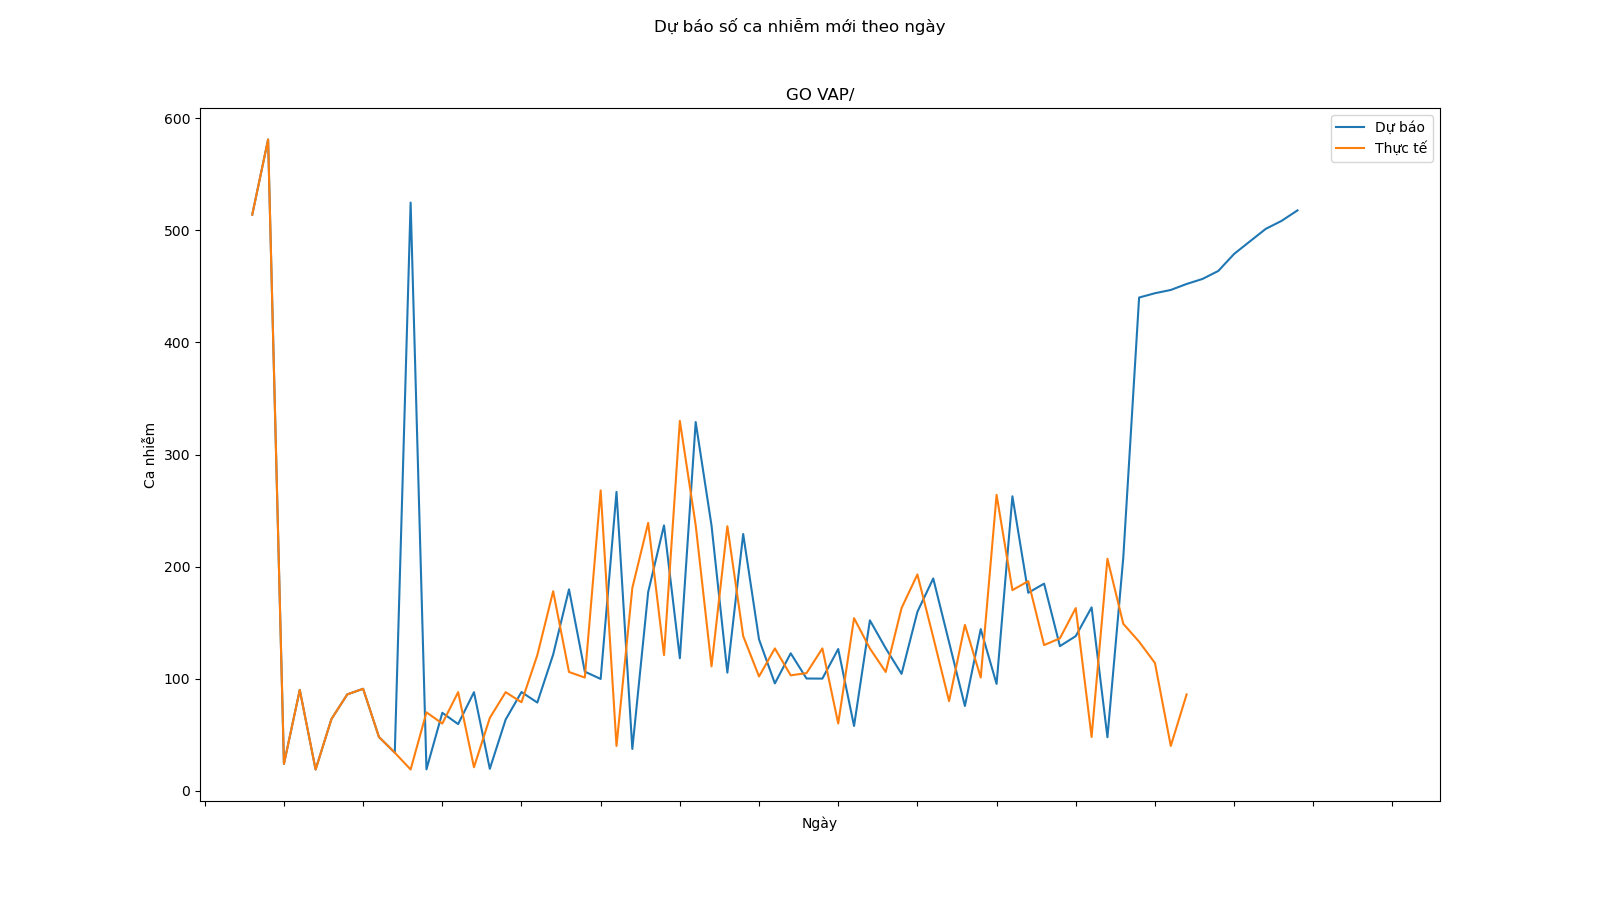 Dự báo số ca nhiễm mới theo ngày
GO VAP/
600
500
400
300
200
100
0
Ca nhiễm
Ngày
Dự báo
Thực tế